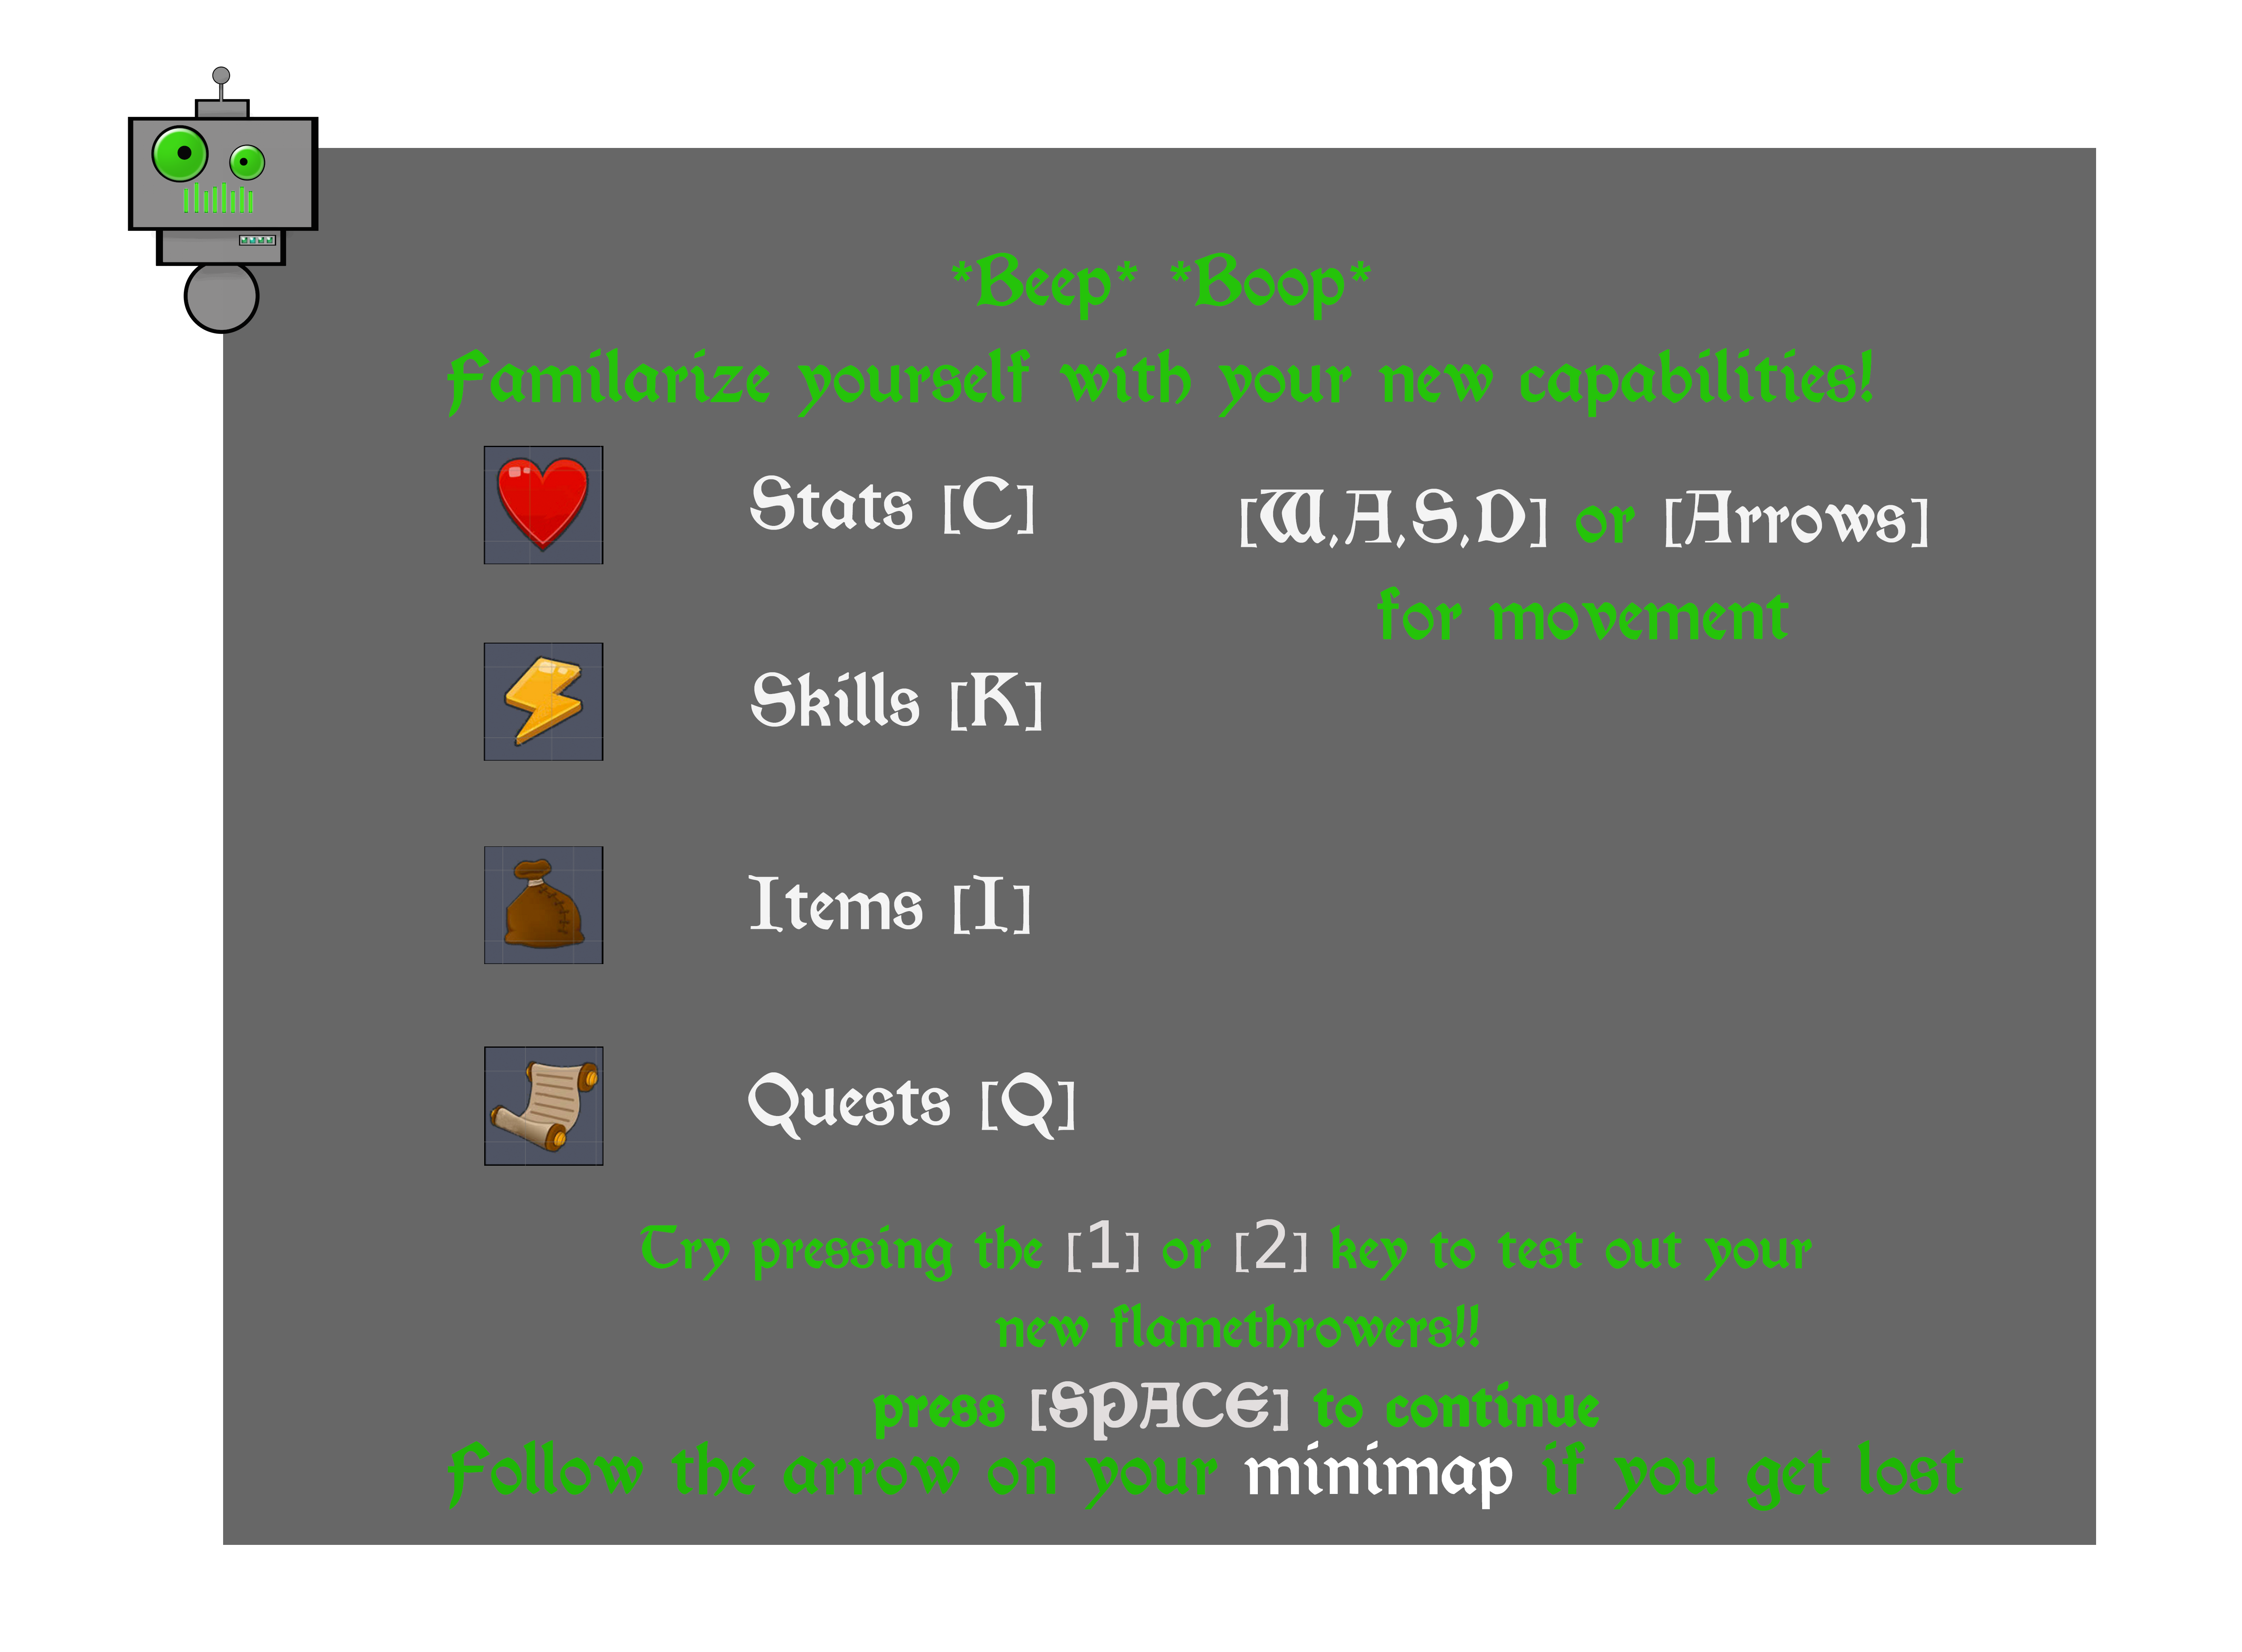 *Beep* *Boop*
Familarize yourself with your new capabilities!
Stats [C]
[W,A,S,D] or [Arrows]
for movement
Skills [K]
Items [I]
Quests [Q]
Try pressing the [1] or [2] key to test out your
new flamethrowers!!
press [SPACE] to continue
Follow the arrow on your minimap if you get lost